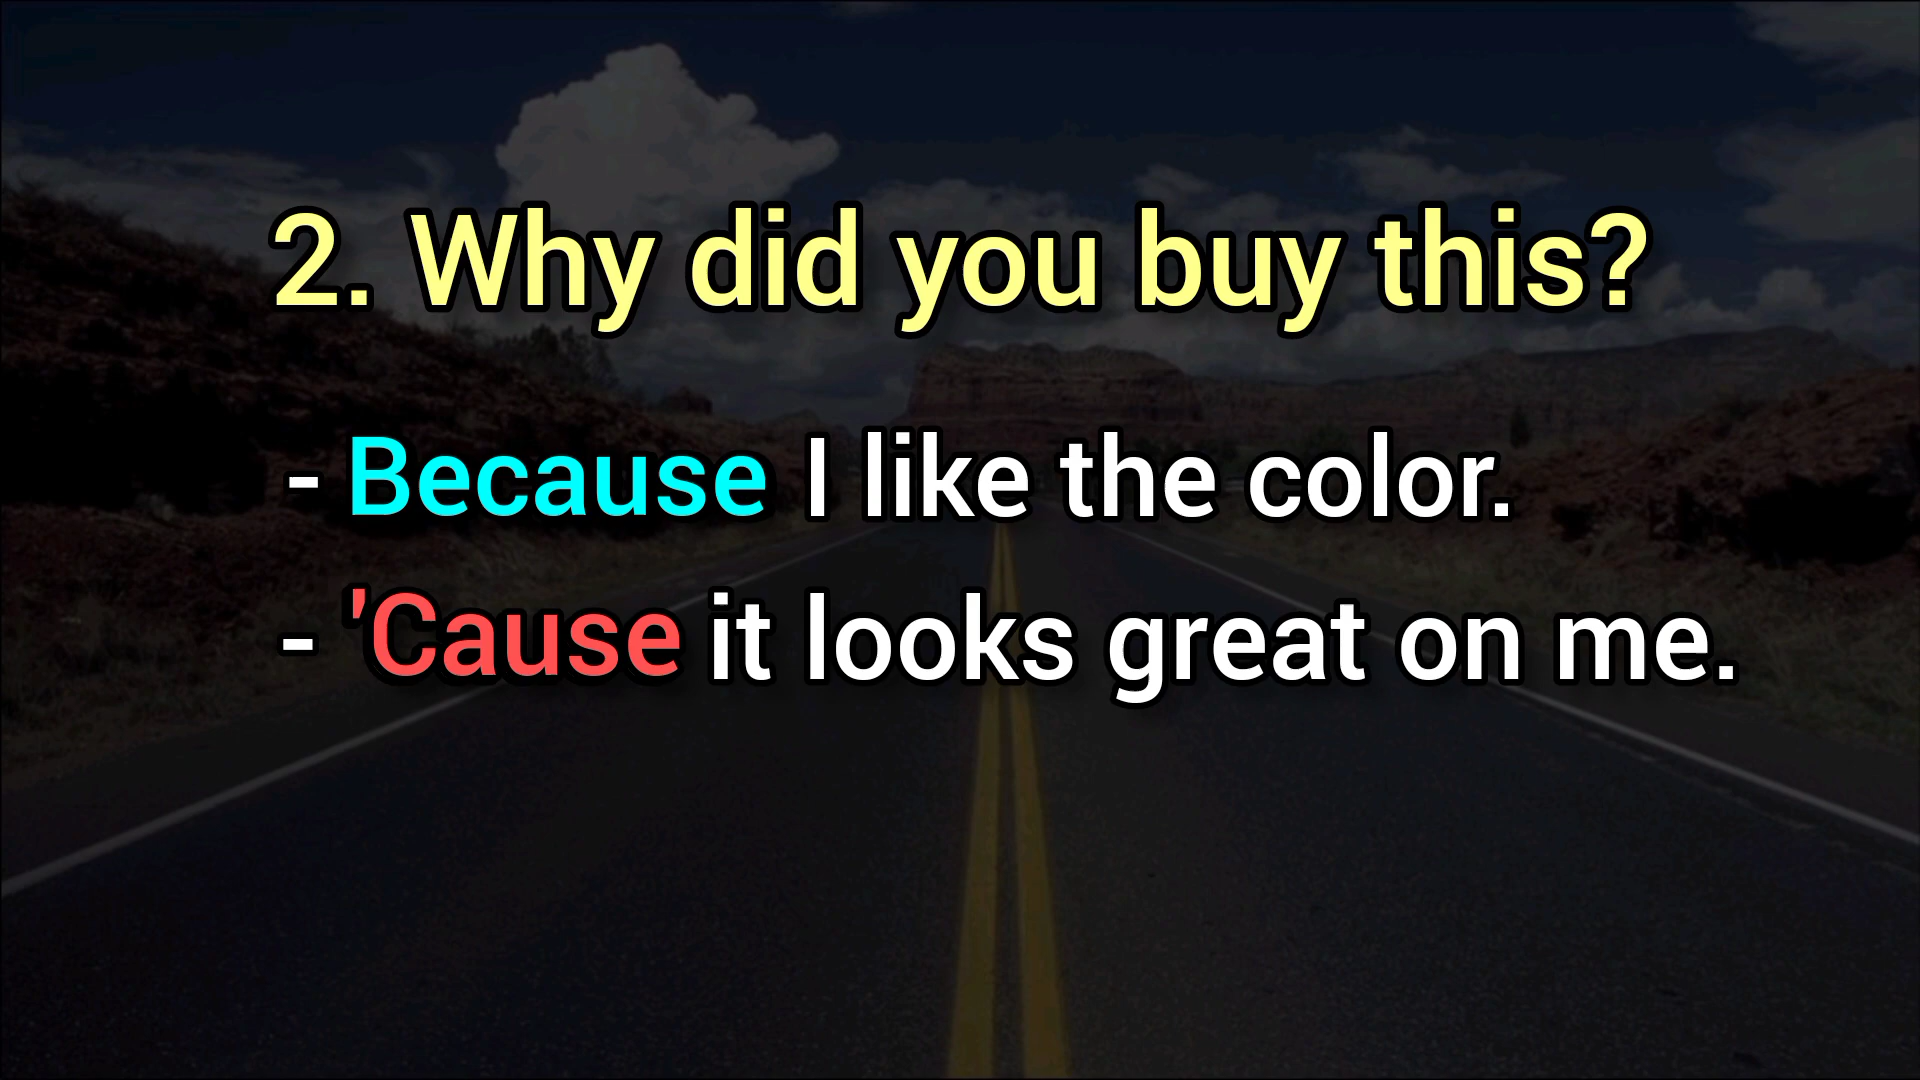 2. Why did you buy this?
- Because I like the color.
- 'Cause it looks great on me.